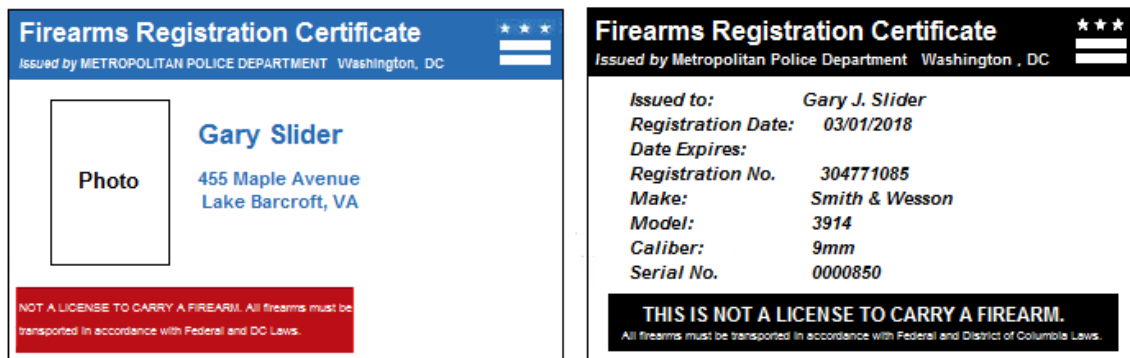 Firearms Registration Certificate
Issued by METROPOLITAN POLICE DEPARTMENT Washington, DC
Photo
Gary Slider
455 Maple Avenue
Lake Barcroft, VA
NOT A LICENSE TO CARRY A FIREARM. All firearms must be
transported in accordance with Federal and DC Laws.
Firearms Registration Certificate
Issued by Metropolitan Police Department Washington , DC
Issued to: Gary J. Slider
Registration Date: 03/01/2018
Date Expires:
Registration No. 304771085
Make: Smith & Wesson
Model: 3914
Caliber: 9mm
Serial No. 0000850
THIS IS NOT A LICENSE TO CARRY A FIREARM.
All firearms must be transported in accordance with Federal and District of Columbia Laws.